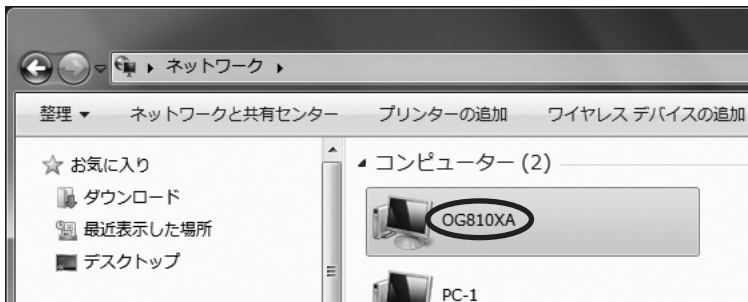 ネットワーク
整理 ネットワークと共有センター プリンターの追加 ワイヤレス デバイスの追加
お気に入り
ダウンロード
最近表示した場所
デスクトップ
コンピューター (2)
OG810XA
PC-1